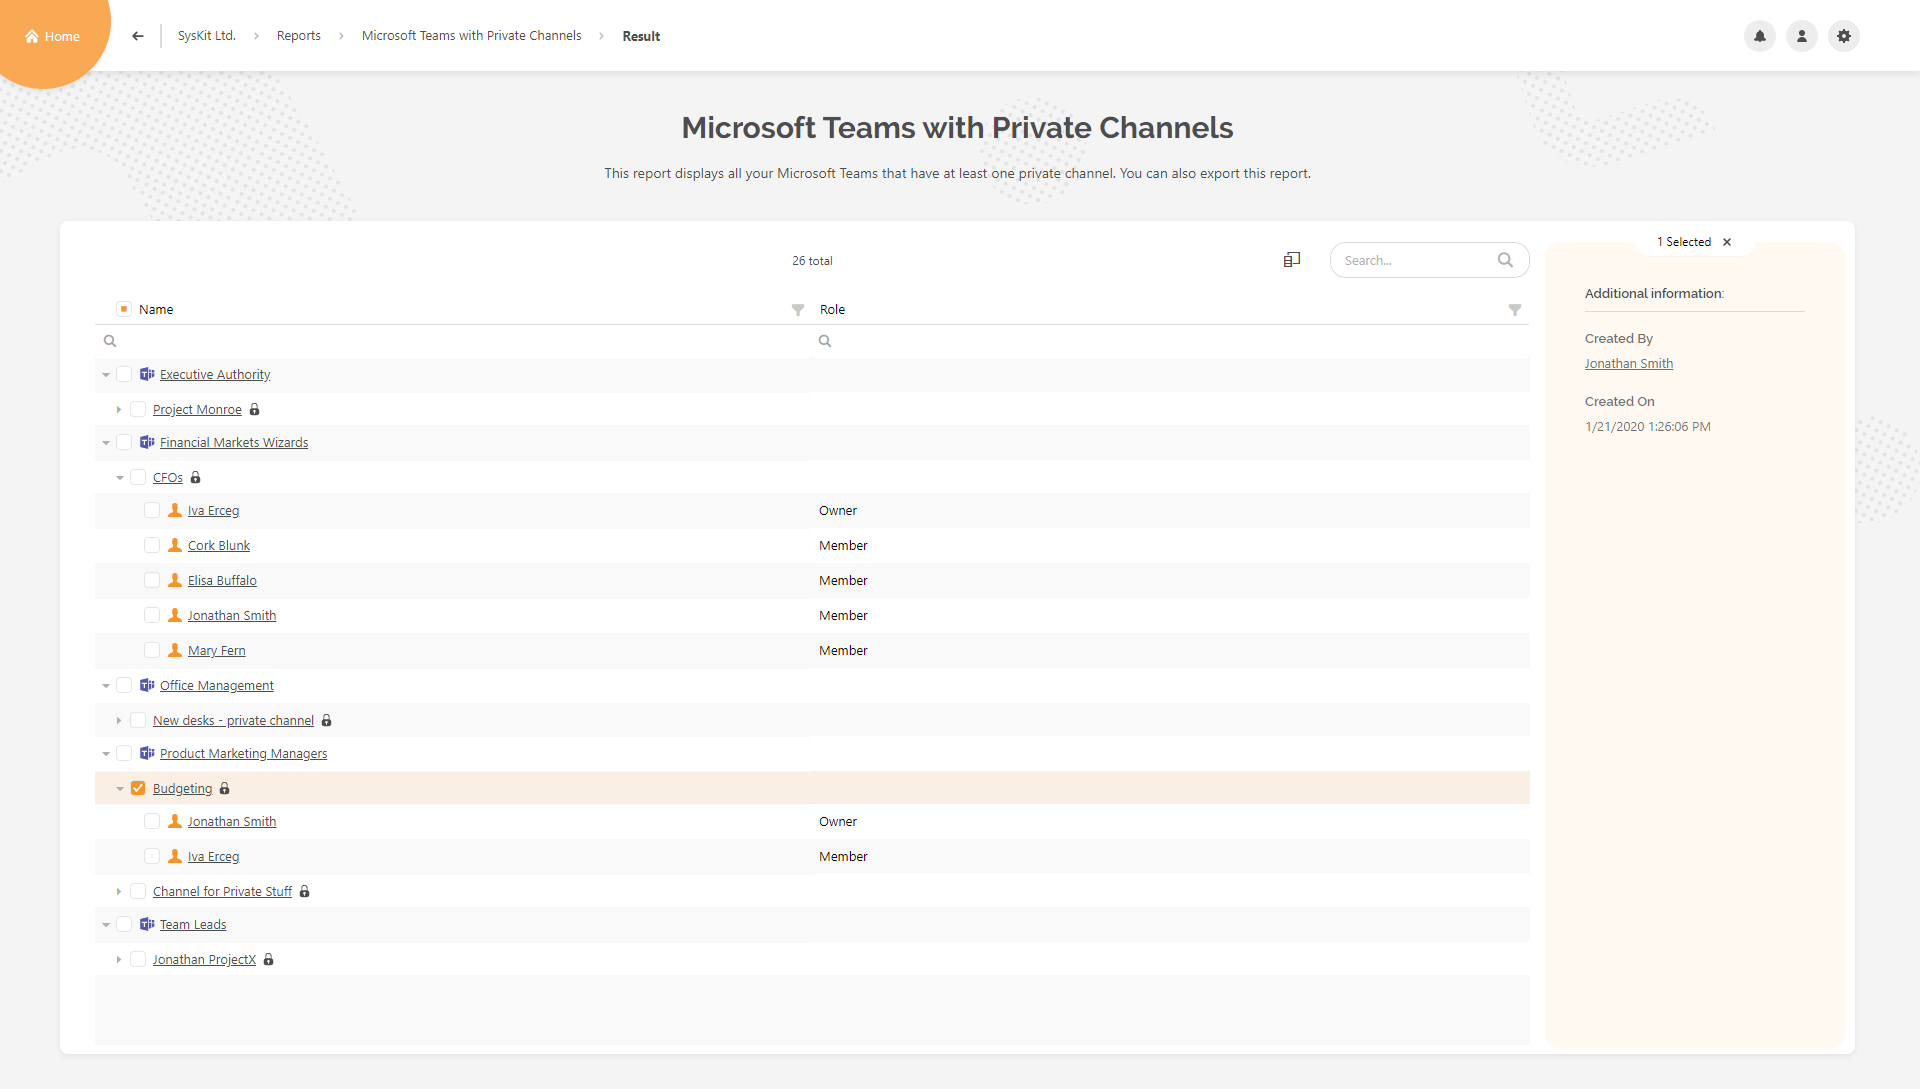 Home
SysKit Ltd. > Reports > Microsoft Teams with Private Channels > Result
Microsoft Teams with Private Channels
This report displays all your Microsoft Teams that have at least one private channel. You can also export this report.
26 total
Search...
1 Selected ×
Name
Role
Executive Authority
Project Monroe
Financial Markets Wizards
CFOs
Iva Erceg Owner
Cork Blunk Member
Elisa Buffalo Member
Jonathan Smith Member
Mary Fern Member
Office Management
New desks - private channel
Product Marketing Managers
Budgeting
Jonathan Smith Owner
Iva Erceg Member
Channel for Private Stuff
Team Leads
Jonathan ProjectX
Additional information:
Created By
Jonathan Smith
Created On
1/21/2020 1:26:06 PM